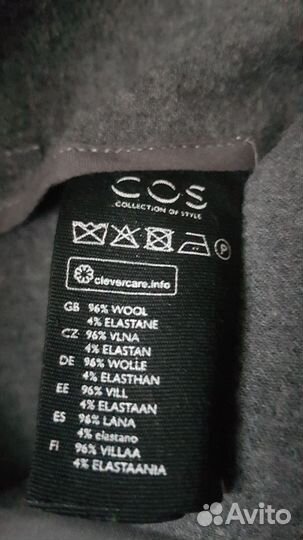 COS
COLLECTION OF STYLE
P
clevercare.info
GB 96% WOOL
4% ELASTANE
CZ 96% VLNA
4% ELASTAN
DE 96% WOLLE
4% ELASTHAN
EE 96% VILL
4% ELASTAAN
ES 96% LANA
4% elastano
FI 96% VILLAA
4% ELASTAANIA
Avito